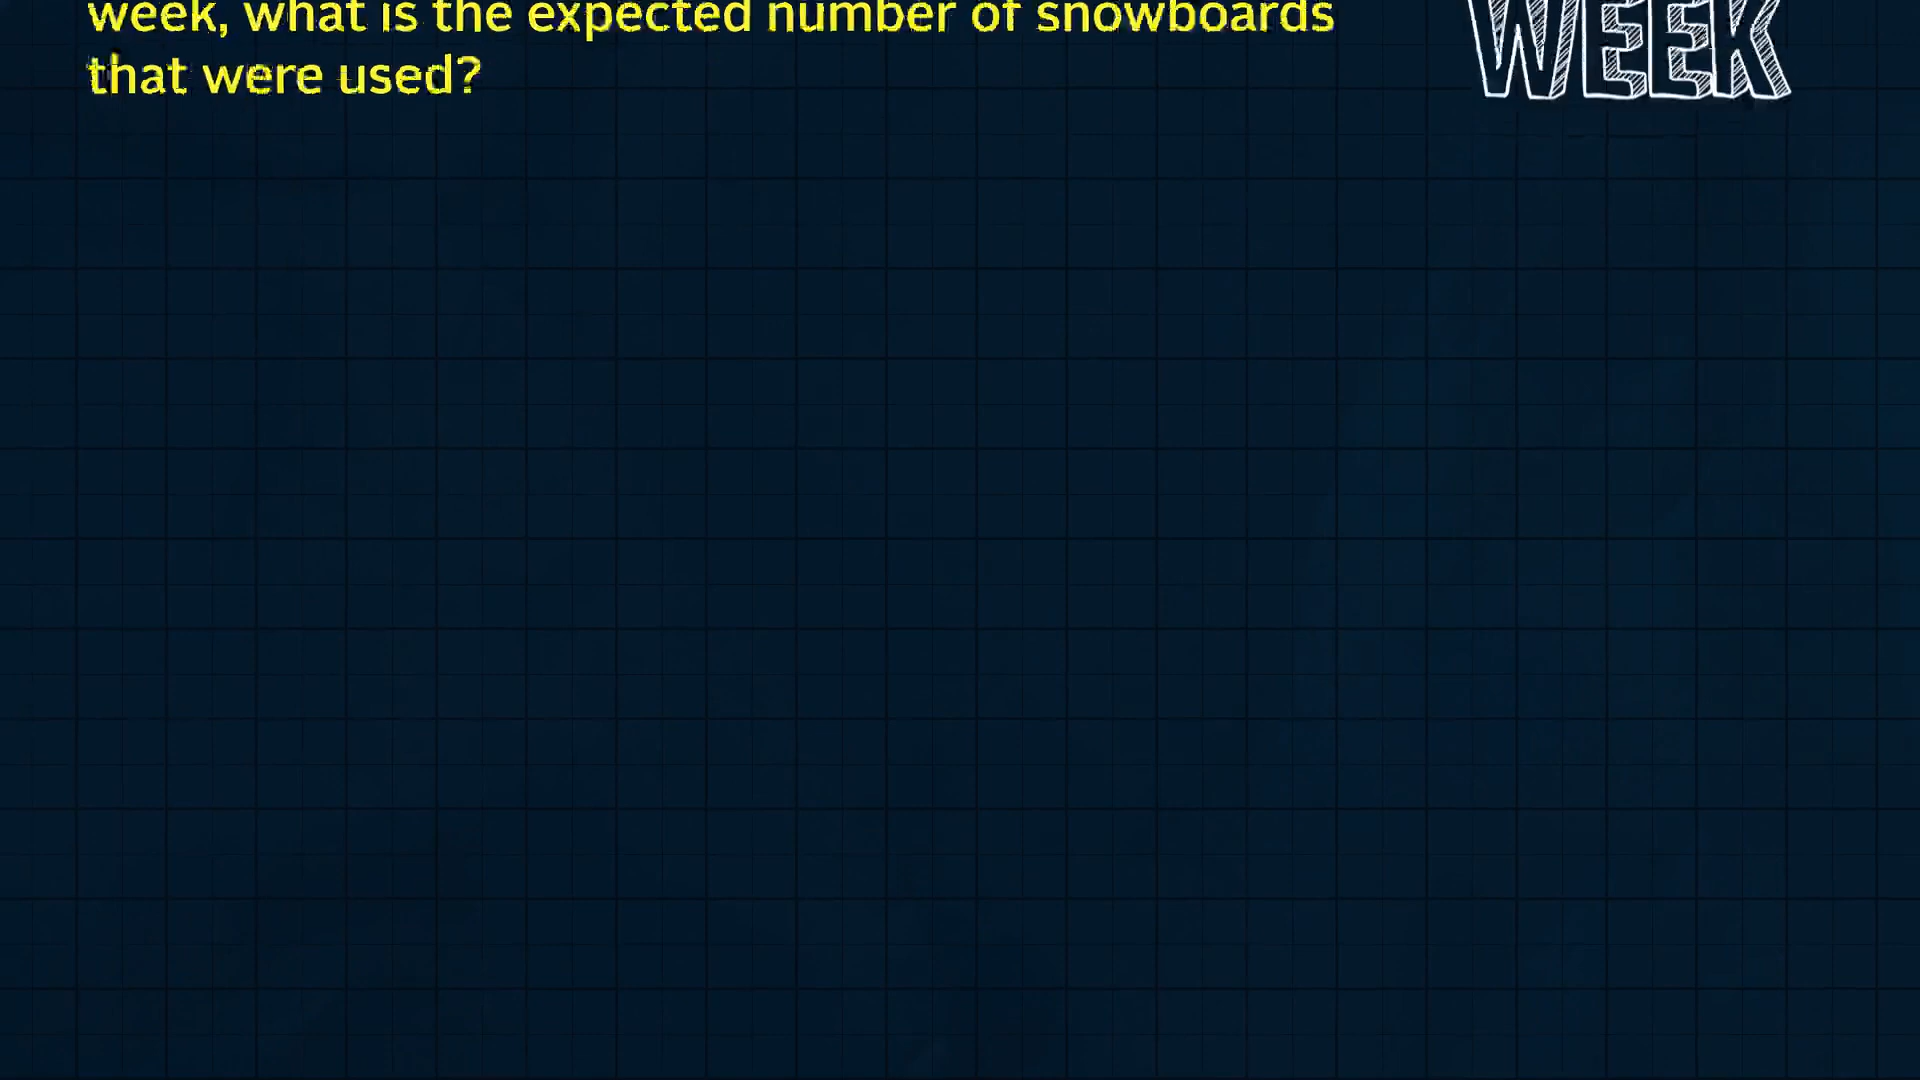 week, what is the expected number of snowboards
that were used?
WEEK